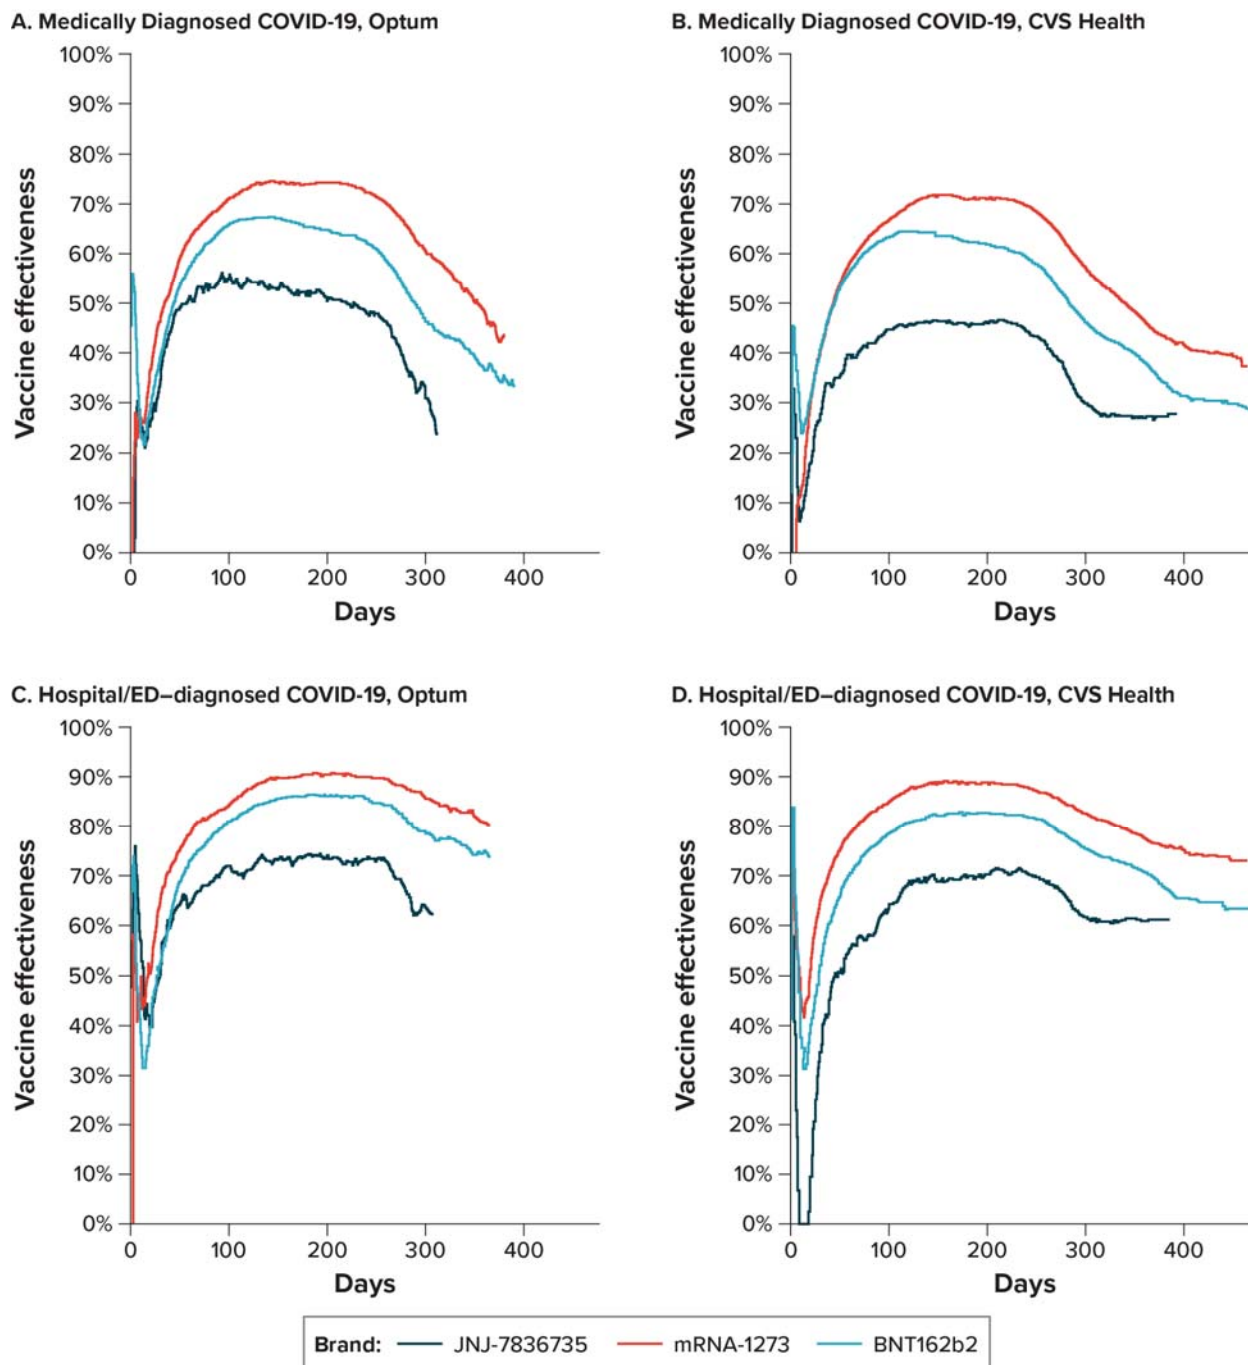 A. Medically Diagnosed COVID-19, Optum
100%
90%
80%
70%
60%
50%
40%
30%
20%
10%
0%
Vaccine effectiveness
0 100 200 300 400
Days
B. Medically Diagnosed COVID-19, CVS Health
100%
90%
80%
70%
60%
50%
40%
30%
20%
10%
0%
Vaccine effectiveness
0 100 200 300 400
Days
C. Hospital/ED–diagnosed COVID-19, Optum
100%
90%
80%
70%
60%
50%
40%
30%
20%
10%
0%
Vaccine effectiveness
0 100 200 300 400
Days
D. Hospital/ED–diagnosed COVID-19, CVS Health
100%
90%
80%
70%
60%
50%
40%
30%
20%
10%
0%
Vaccine effectiveness
0 100 200 300 400
Days
Brand: JNJ-7836735 mRNA-1273 BNT162b2